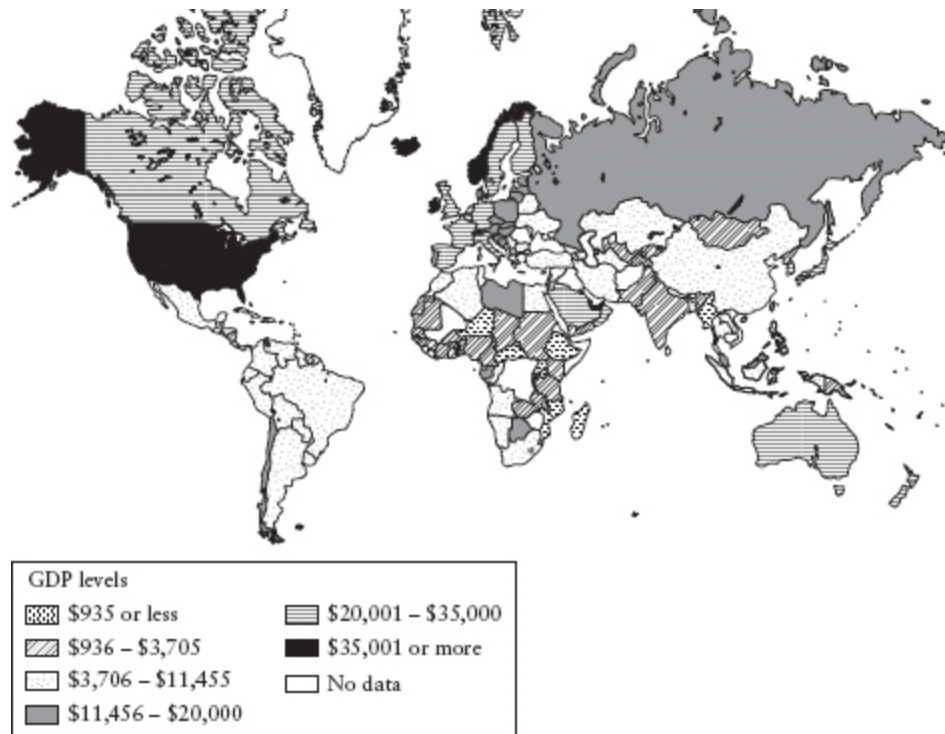 GDP levels
$935 or less
$936 – $3,705
$3,706 – $11,455
$11,456 – $20,000
$20,001 – $35,000
$35,001 or more
No data